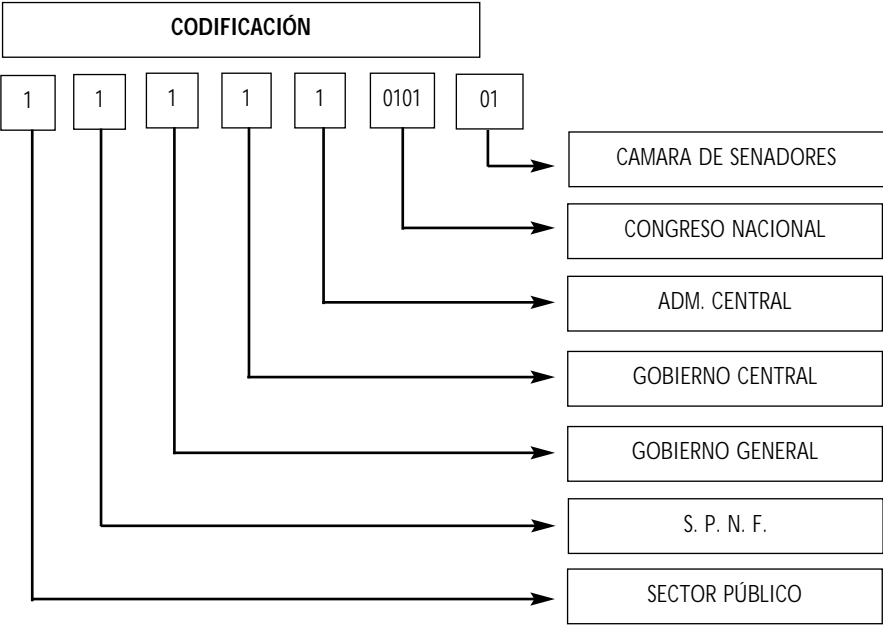 CODIFICACIÓN
1 1 1 1 1 0101 01
CAMARA DE SENADORES
CONGRESO NACIONAL
ADM. CENTRAL
GOBIERNO CENTRAL
GOBIERNO GENERAL
S. P. N. F.
SECTOR PÚBLICO